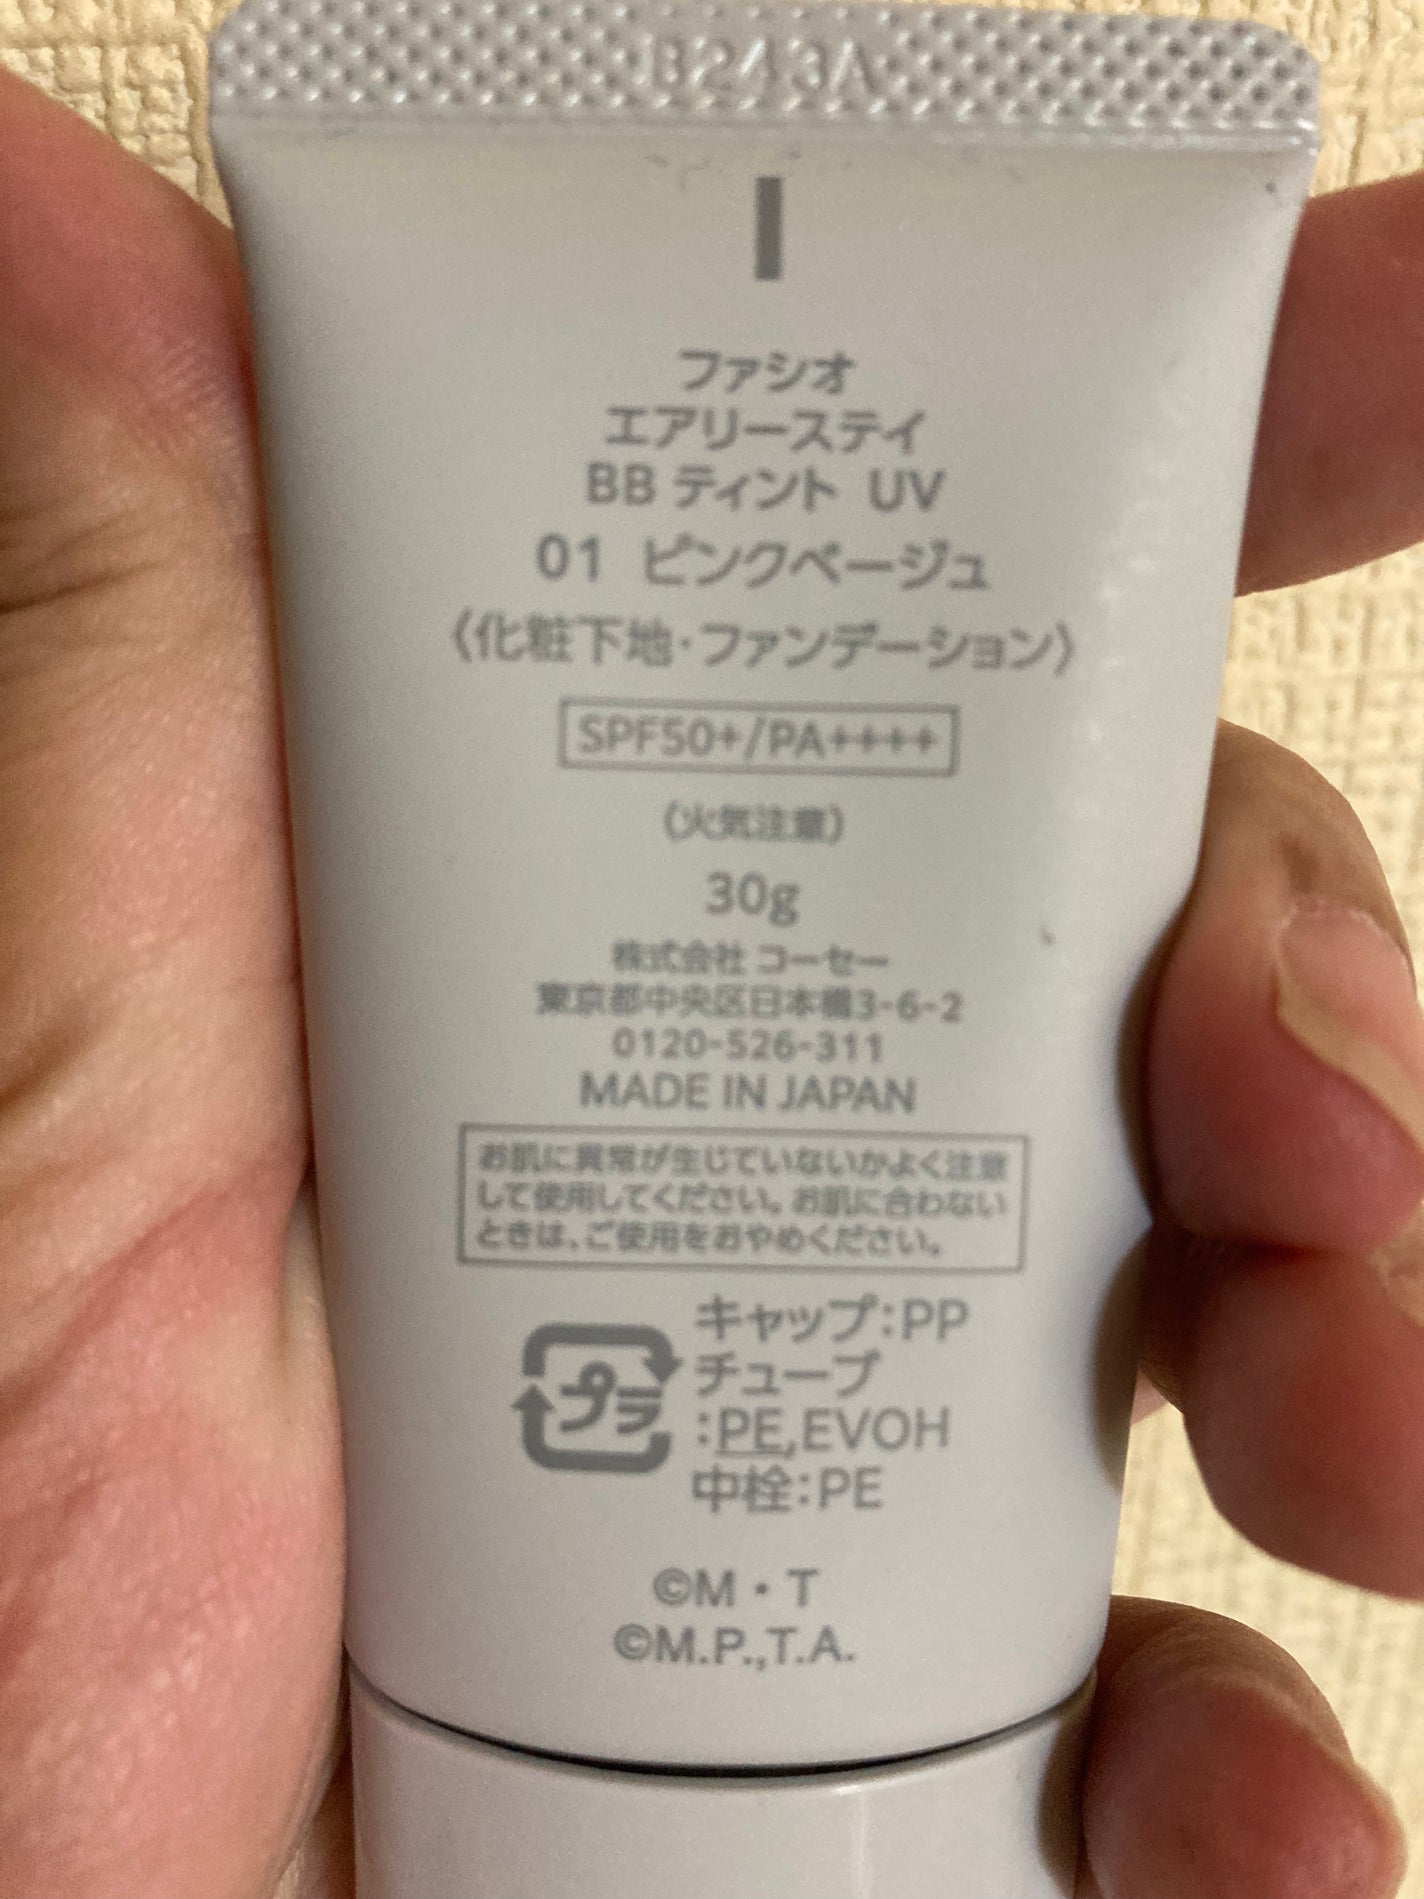 B243A
ファシオ
エアリーステイ
BB ティント UV
01 ピンクベージュ
〈化粧下地・ファンデーション〉
SPF50+/PA++++
(火気注意)
30g
株式会社 コーセー
東京都中央区日本橋3-6-2
0120-526-311
MADE IN JAPAN
お肌に異常が生じていないかよく注意
して使用してください。お肌に合わない
ときは、ご使用をおやめください。
プラ
キャップ:PP
チューブ
:PE,EVOH
中栓:PE
©M・T
©M.P.,T.A.